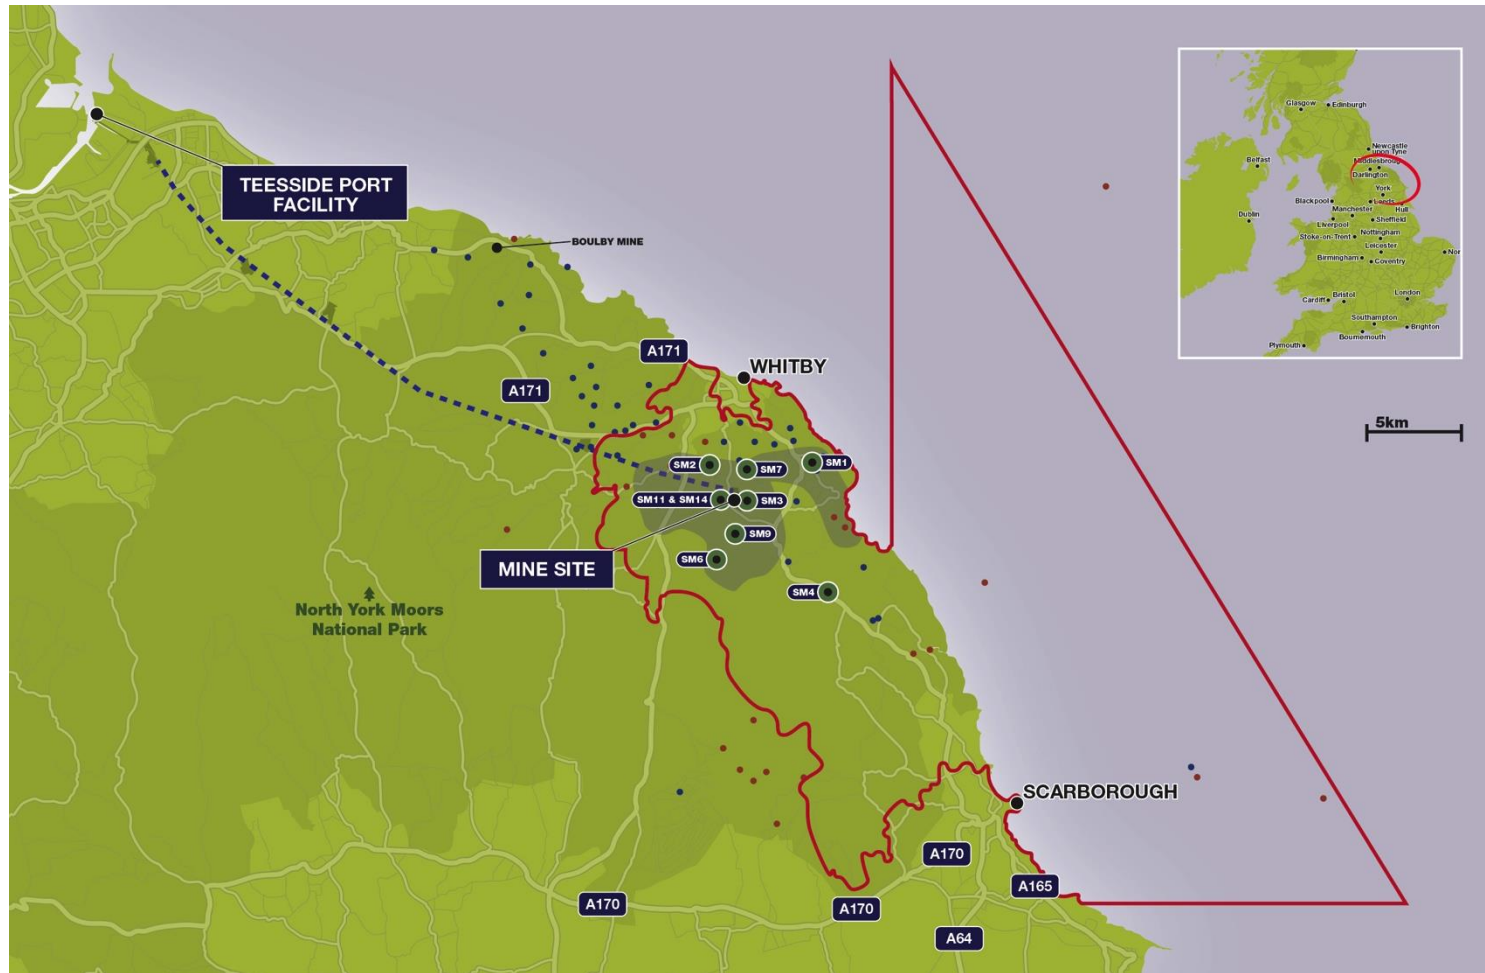 TEESSIDE PORT
FACILITY
BOULBY MINE
A171
WHITBY
A171
SM2
SM7
SM1
SM11 & SM14
SM3
SM9
MINE SITE
SM6
SM4
North York Moors
National Park
SCARBOROUGH
A170
A165
A170
A170
A64
5km
Glasgow
Edinburgh
Newcastle
upon Tyne
Belfast
Middlesbroug
Darlington
York
Blackpool
Leeds
Hull
Dublin
Manchester
Liverpool
Sheffield
Stoke-on-Trent
Nottingham
Leicester
Nor
Birmingham
Coventry
Cardiff
Bristol
London
Southampton
Brighton
Bournemouth
Plymouth